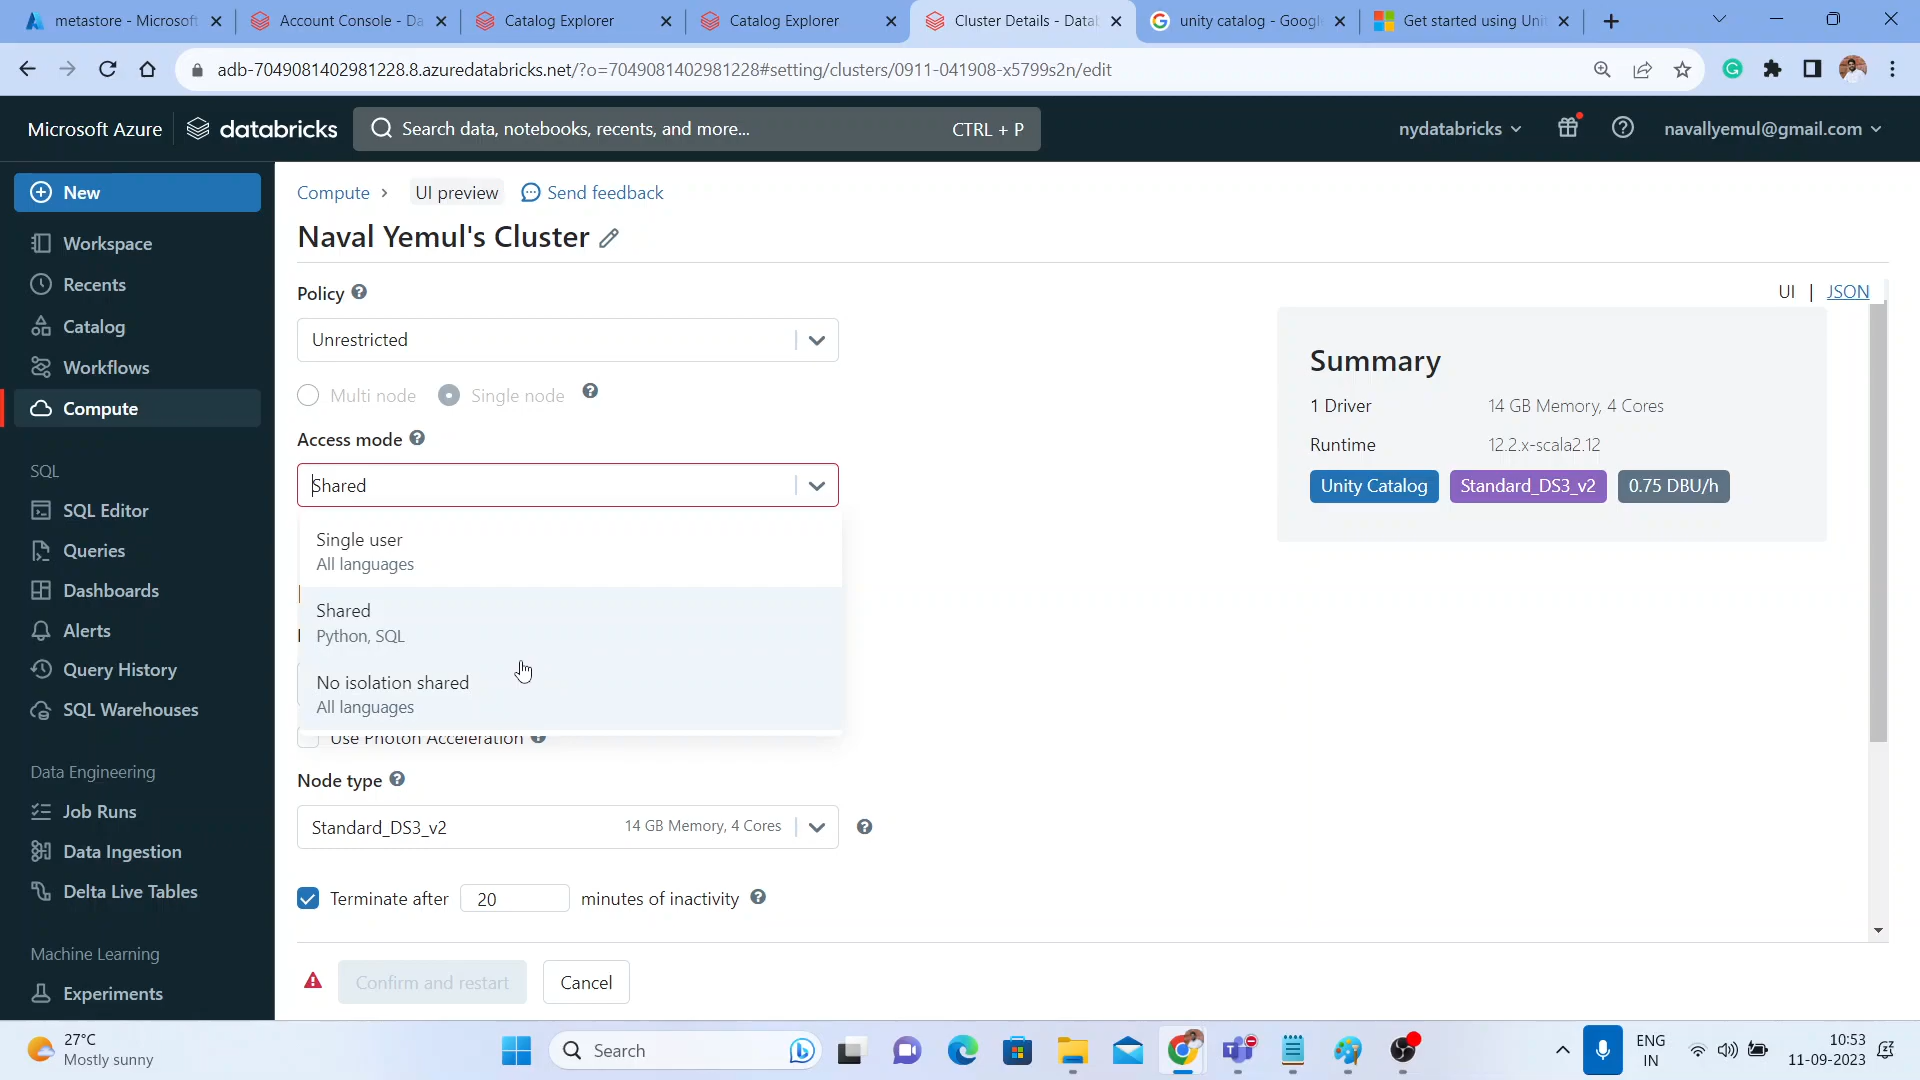 metastore - Microsoft
Account Console - Da
Catalog Explorer
Catalog Explorer
Cluster Details - Datab
unity catalog - Google
Get started using Unit
adb-7049081402981228.8.azuredatabricks.net/?o=7049081402981228#setting/clusters/0911-041908-x5799s2n/edit
Microsoft Azure
databricks
Search data, notebooks, recents, and more...
CTRL + P
nydatabricks
navallyemul@gmail.com
New
Workspace
Recents
Catalog
Workflows
Compute
SQL
SQL Editor
Queries
Dashboards
Alerts
Query History
SQL Warehouses
Data Engineering
Job Runs
Data Ingestion
Delta Live Tables
Machine Learning
Experiments
Compute
UI preview
Send feedback
Naval Yemul's Cluster
Policy
Unrestricted
Multi node
Single node
Access mode
Shared
Single user
All languages
Shared
Python, SQL
No isolation shared
All languages
Use Photon Acceleration
Node type
Standard_DS3_v2
14 GB Memory, 4 Cores
Terminate after
20
minutes of inactivity
Confirm and restart
Cancel
UI | JSON
Summary
1 Driver
14 GB Memory, 4 Cores
Runtime
12.2.x-scala2.12
Unity Catalog
Standard_DS3_v2
0.75 DBU/h
27°C
Mostly sunny
Search
ENG
IN
10:53
11-09-2023